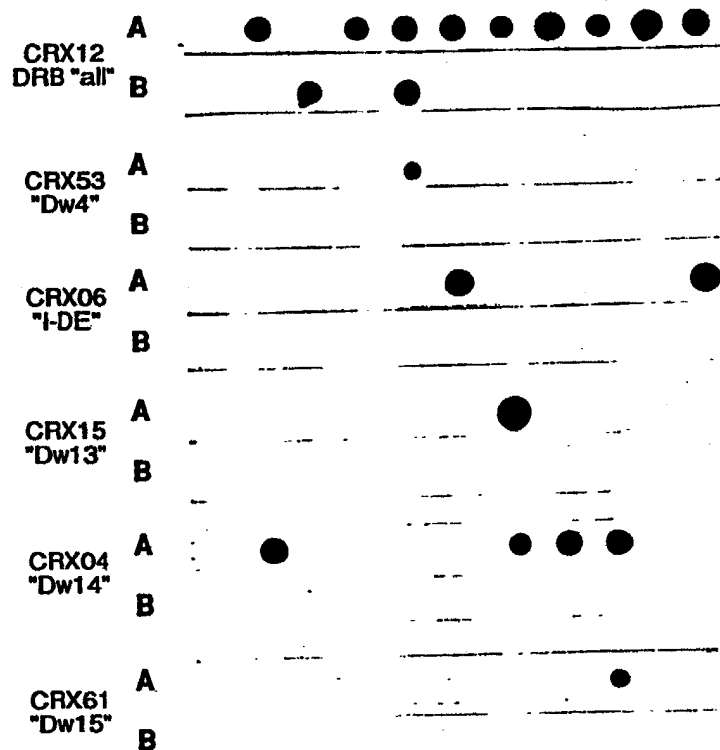 A
CRX12
DRB "all"
B
A
CRX53
"Dw4"
B
A
CRX06
"I-DE"
B
A
CRX15
"Dw13"
B
A
CRX04
"Dw14"
B
A
CRX61
"Dw15"
B